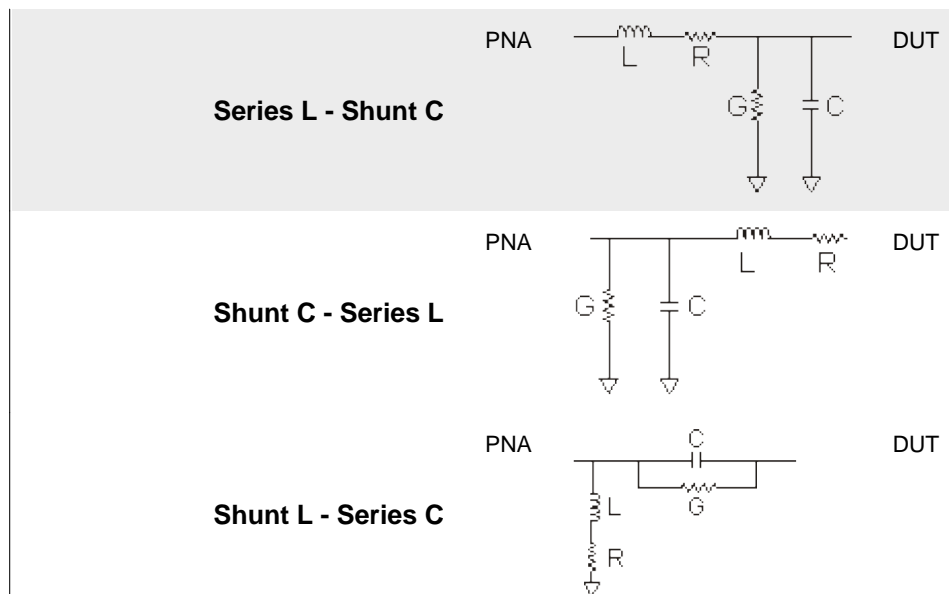 PNA DUT
L R
Series L - Shunt C
G C
PNA DUT
L R
Shunt C - Series L
G C
PNA DUT
C
G
Shunt L - Series C
L
R